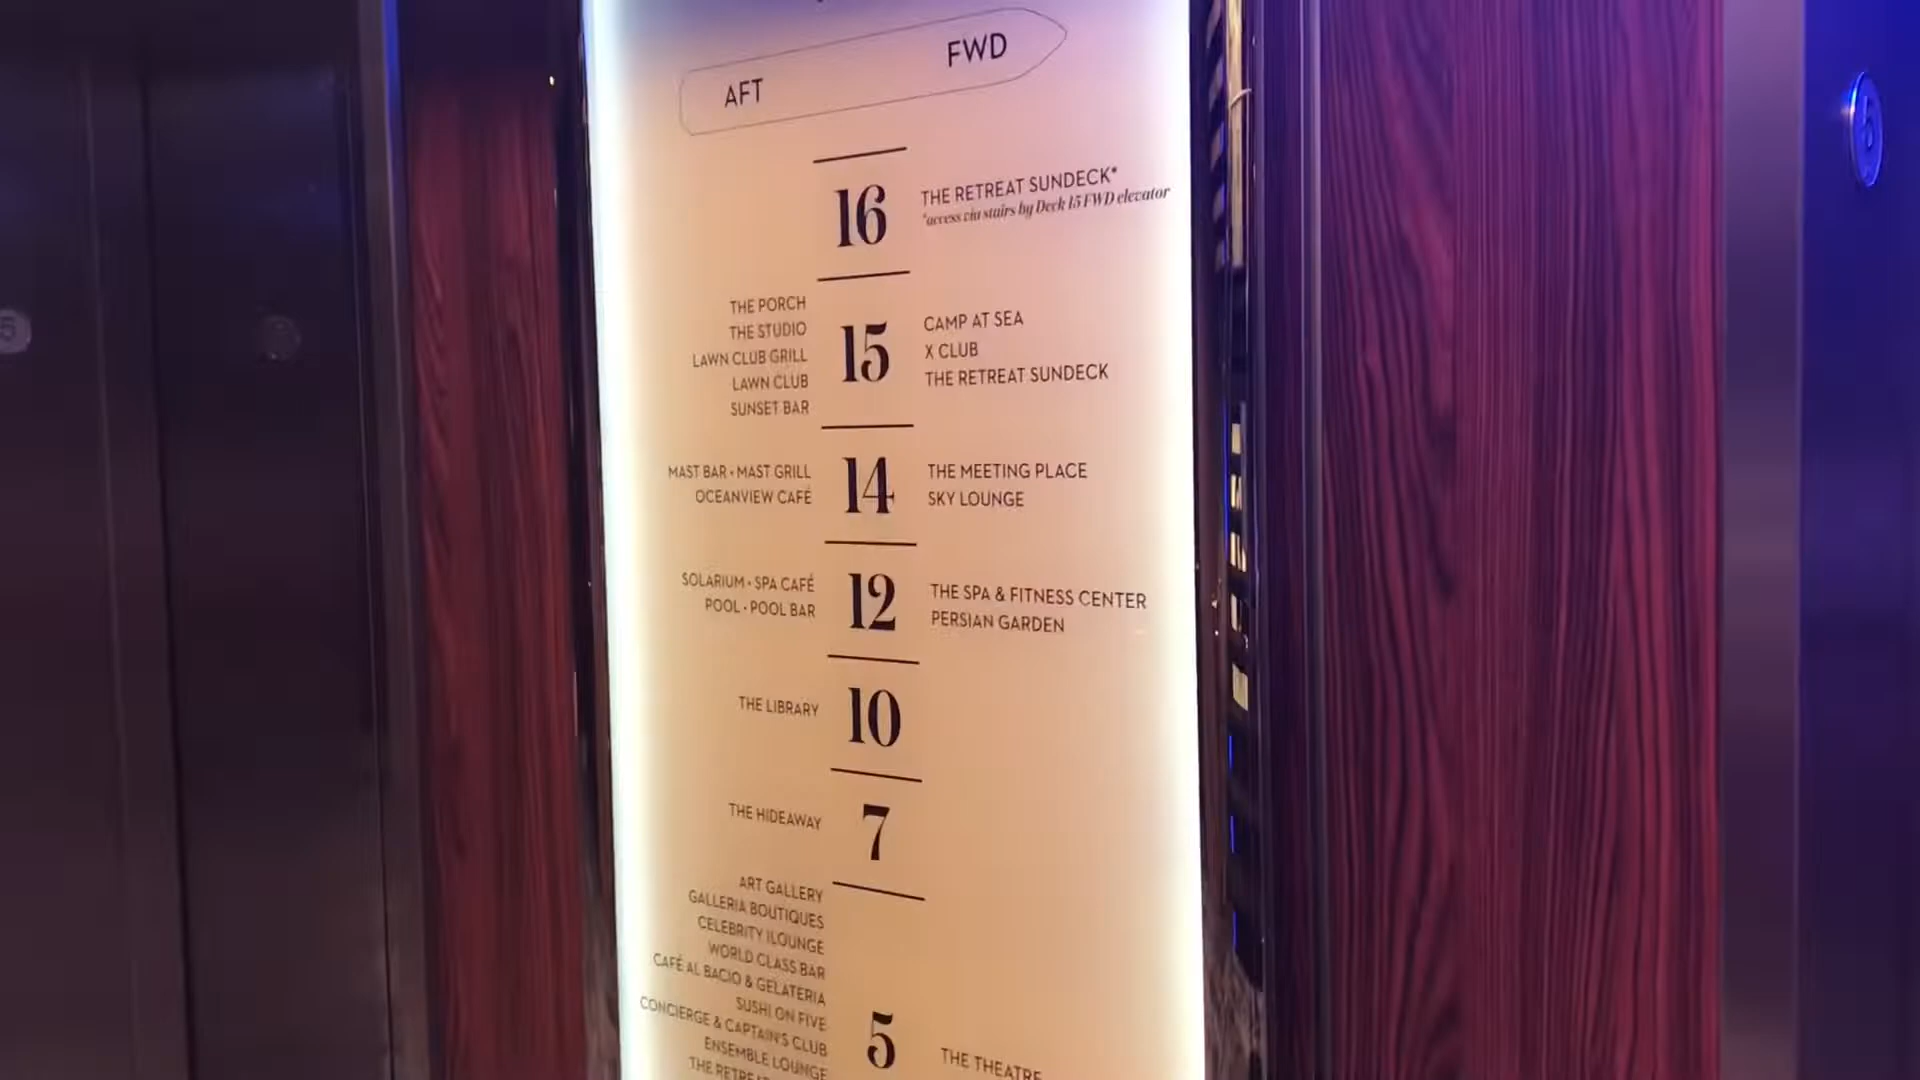 AFT FWD
16
THE RETREAT SUNDECK*
*access via stairs by Deck 15 FWD elevator
THE PORCH
THE STUDIO
LAWN CLUB GRILL
LAWN CLUB
SUNSET BAR
15
CAMP AT SEA
X CLUB
THE RETREAT SUNDECK
MAST BAR • MAST GRILL
OCEANVIEW CAFÉ
14
THE MEETING PLACE
SKY LOUNGE
SOLARIUM • SPA CAFÉ
POOL • POOL BAR
12
THE SPA & FITNESS CENTER
PERSIAN GARDEN
THE LIBRARY
10
THE HIDEAWAY
7
ART GALLERY
GALLERIA BOUTIQUES
CELEBRITY ILOUNGE
WORLD CLASS BAR
CAFÉ AL BACIO & GELATERIA
SUSHI ON FIVE
CONCIERGE & CAPTAIN'S CLUB
ENSEMBLE LOUNGE
THE
5
THE THEATRE
5
5